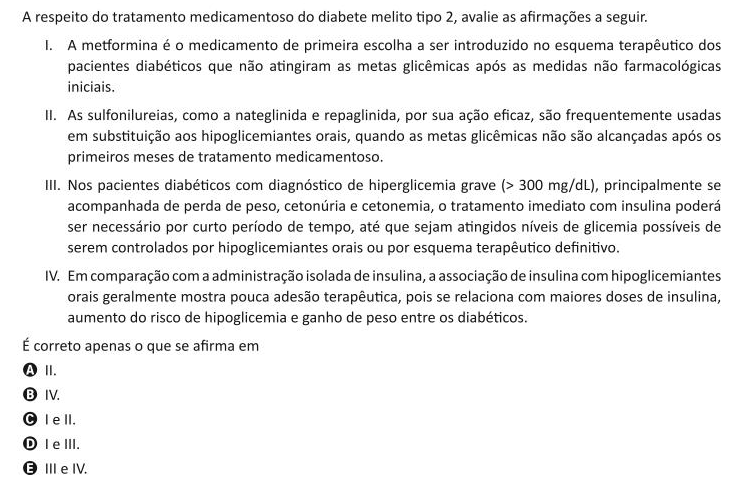 A respeito do tratamento medicamentoso do diabete melito tipo 2, avalie as afirmações a seguir.
I. A metformina é o medicamento de primeira escolha a ser introduzido no esquema terapêutico dos
pacientes diabéticos que não atingiram as metas glicêmicas após as medidas não farmacológicas
iniciais.
II. As sulfonilureias, como a nateglinida e repaglinida, por sua ação eficaz, são frequentemente usadas
em substituição aos hipoglicemiantes orais, quando as metas glicêmicas não são alcançadas após os
primeiros meses de tratamento medicamentoso.
III. Nos pacientes diabéticos com diagnóstico de hiperglicemia grave (> 300 mg/dL), principalmente se
acompanhada de perda de peso, cetonúria e cetonemia, o tratamento imediato com insulina poderá
ser necessário por curto período de tempo, até que sejam atingidos níveis de glicemia possíveis de
serem controlados por hipoglicemiantes orais ou por esquema terapêutico definitivo.
IV. Em comparação com a administração isolada de insulina, a associação de insulina com hipoglicemiantes
orais geralmente mostra pouca adesão terapêutica, pois se relaciona com maiores doses de insulina,
aumento do risco de hipoglicemia e ganho de peso entre os diabéticos.
É correto apenas o que se afirma em
A II.
B IV.
C I e II.
D I e III.
E III e IV.